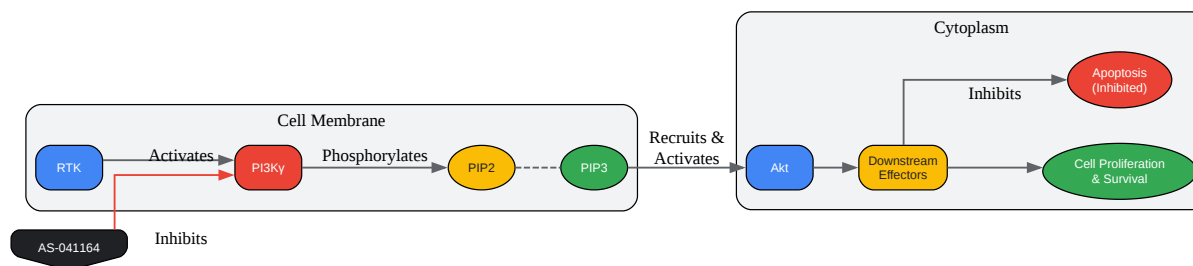 Cytoplasm
Apoptosis
(Inhibited)
Inhibits
Cell Membrane
Recruits &
Activates
RTK
Activates
PI3Kγ
Phosphorylates
PIP2
PIP3
Akt
Downstream
Effectors
Cell Proliferation
& Survival
AS-041164
Inhibits